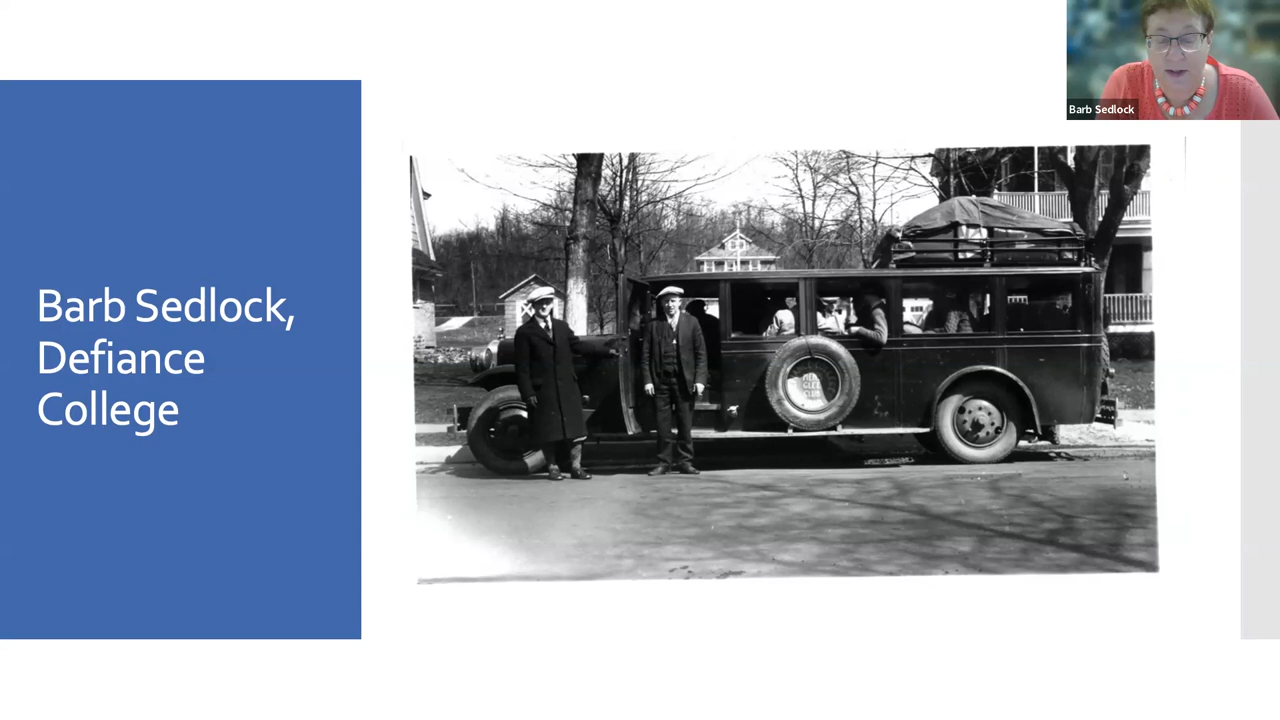 Barb Sedlock,
Defiance
College
Barb Sedlock